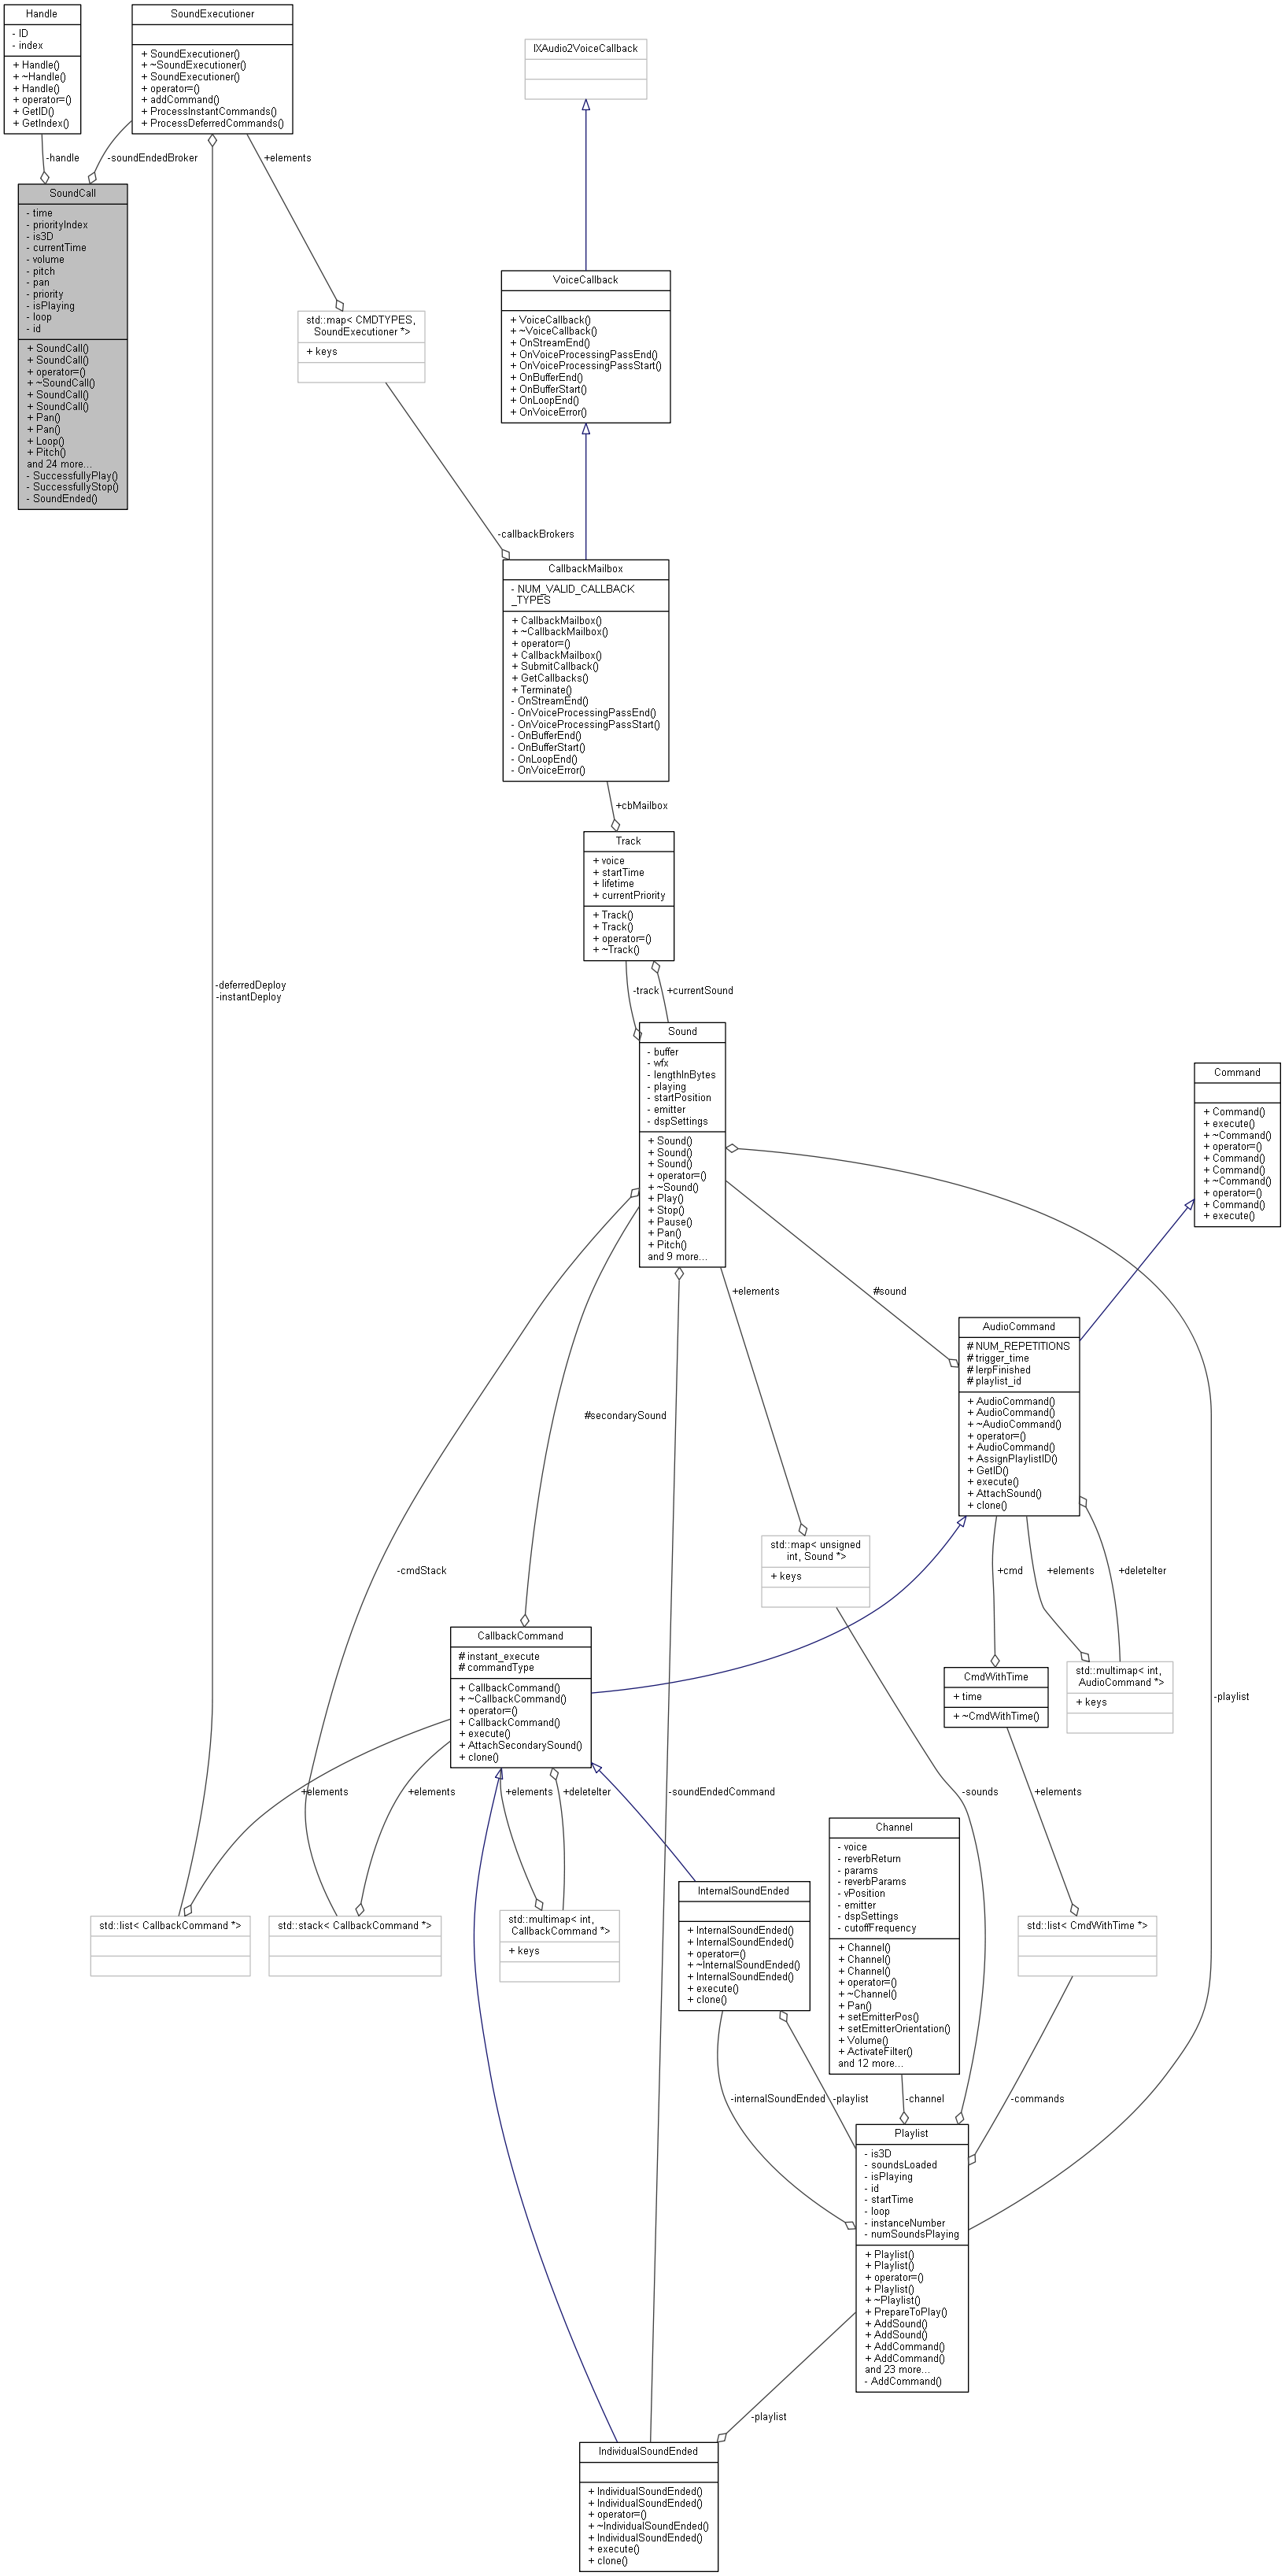 Handle
- ID
- index
+ Handle()
+ ~Handle()
+ Handle()
+ operator=()
+ GetID()
+ GetIndex()
SoundExecutioner
+ SoundExecutioner()
+ ~SoundExecutioner()
+ SoundExecutioner()
+ operator=()
+ addCommand()
+ ProcessInstantCommands()
+ ProcessDeferredCommands()
IXAudio2VoiceCallback
-handle
-soundEndedBroker
+elements
SoundCall
- time
- priorityIndex
- is3D
- currentTime
- volume
- pitch
- pan
- priority
- isPlaying
- loop
- id
+ SoundCall()
+ SoundCall()
+ operator=()
+ ~SoundCall()
+ SoundCall()
+ SoundCall()
+ Pan()
+ Pan()
+ Loop()
+ Pitch()
and 24 more...
- SuccessfullyPlay()
- SuccessfullyStop()
- SoundEnded()
std::map< CMDTYPES,
SoundExecutioner *>
+ keys
VoiceCallback
+ VoiceCallback()
+ ~VoiceCallback()
+ OnStreamEnd()
+ OnVoiceProcessingPassEnd()
+ OnVoiceProcessingPassStart()
+ OnBufferEnd()
+ OnBufferStart()
+ OnLoopEnd()
+ OnVoiceError()
-callbackBrokers
CallbackMailbox
- NUM_VALID_CALLBACK
_TYPES
+ CallbackMailbox()
+ ~CallbackMailbox()
+ operator=()
+ CallbackMailbox()
+ SubmitCallback()
+ GetCallbacks()
+ Terminate()
- OnStreamEnd()
- OnVoiceProcessingPassEnd()
- OnVoiceProcessingPassStart()
- OnBufferEnd()
- OnBufferStart()
- OnLoopEnd()
- OnVoiceError()
+cbMailbox
Track
+ voice
+ startTime
+ lifetime
+ currentPriority
+ Track()
+ Track()
+ operator=()
+ ~Track()
-deferredDeploy
-instantDeploy
-track
+currentSound
Sound
- buffer
- wfx
- lengthInBytes
- playing
- startPosition
- emitter
- dspSettings
+ Sound()
+ Sound()
+ Sound()
+ operator=()
+ ~Sound()
+ Play()
+ Stop()
+ Pause()
+ Pan()
+ Pitch()
and 9 more...
Command
+ Command()
+ execute()
+ ~Command()
+ operator=()
+ Command()
+ Command()
+ ~Command()
+ operator=()
+ Command()
+ execute()
+elements
#sound
AudioCommand
# NUM_REPETITIONS
# trigger_time
# lerpFinished
# playlist_id
+ AudioCommand()
+ AudioCommand()
+ ~AudioCommand()
+ operator=()
+ AudioCommand()
+ AssignPlaylistID()
+ GetID()
+ execute()
+ AttachSound()
+ clone()
#secondarySound
std::map< unsigned
int, Sound *>
+ keys
-cmdStack
+cmd
+elements
+deleteIter
CallbackCommand
# instant_execute
# commandType
+ CallbackCommand()
+ ~CallbackCommand()
+ operator=()
+ CallbackCommand()
+ execute()
+ AttachSecondarySound()
+ clone()
CmdWithTime
+ time
+ ~CmdWithTime()
std::multimap< int,
AudioCommand *>
+ keys
-playlist
+elements
+elements
+elements
+deleteIter
-soundEndedCommand
-sounds
+elements
Channel
- voice
- reverbReturn
- params
- reverbParams
- vPosition
- emitter
- dspSettings
- cutoffFrequency
+ Channel()
+ Channel()
+ Channel()
+ operator=()
+ ~Channel()
+ Pan()
+ setEmitterPos()
+ setEmitterOrientation()
+ Volume()
+ ActivateFilter()
and 12 more...
InternalSoundEnded
+ InternalSoundEnded()
+ InternalSoundEnded()
+ operator=()
+ ~InternalSoundEnded()
+ InternalSoundEnded()
+ execute()
+ clone()
std::list< CallbackCommand *>
std::stack< CallbackCommand *>
std::multimap< int,
CallbackCommand *>
+ keys
std::list< CmdWithTime *>
-internalSoundEnded
-playlist
-channel
-commands
Playlist
- is3D
- soundsLoaded
- isPlaying
- id
- startTime
- loop
- instanceNumber
- numSoundsPlaying
+ Playlist()
+ Playlist()
+ operator=()
+ Playlist()
+ ~Playlist()
+ PrepareToPlay()
+ AddSound()
+ AddSound()
+ AddCommand()
+ AddCommand()
and 23 more...
- AddCommand()
-playlist
IndividualSoundEnded
+ IndividualSoundEnded()
+ IndividualSoundEnded()
+ operator=()
+ ~IndividualSoundEnded()
+ IndividualSoundEnded()
+ execute()
+ clone()